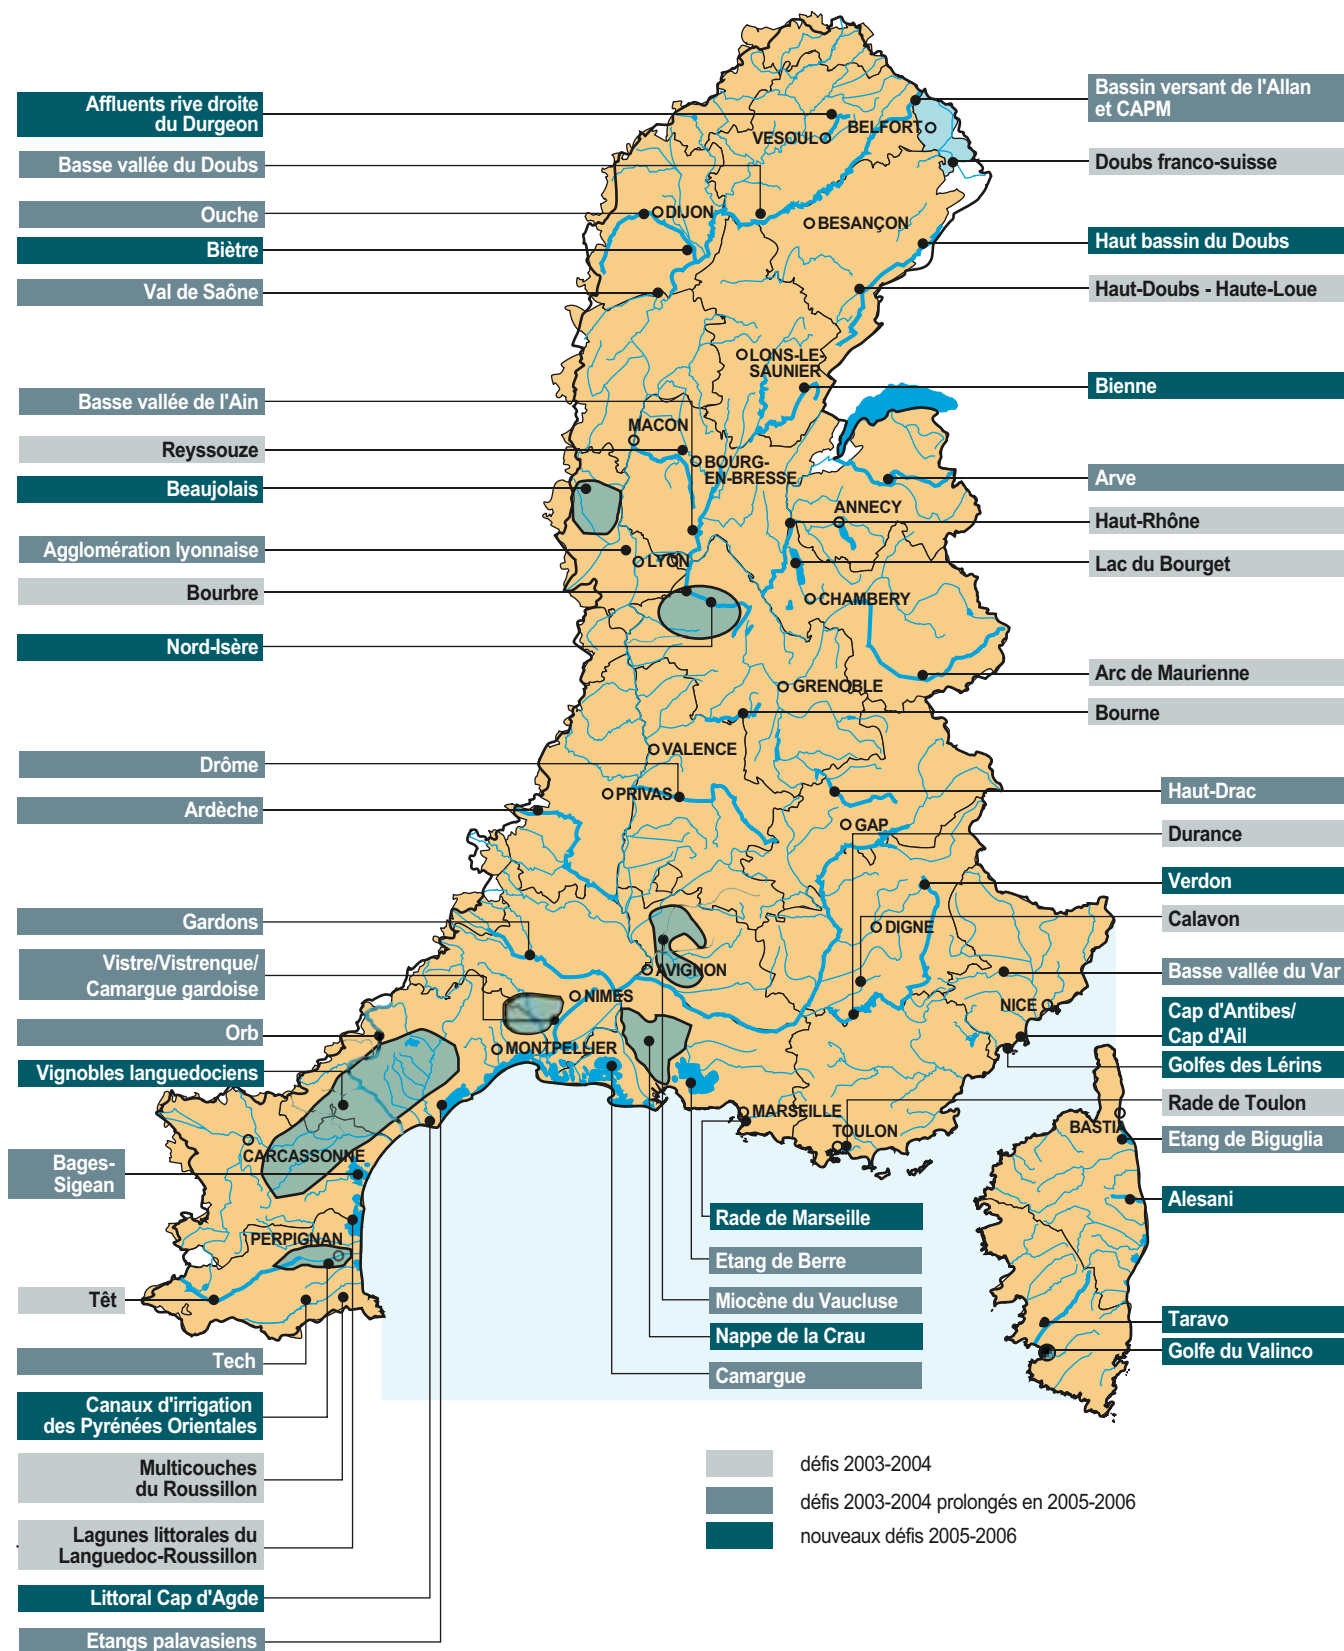 Affluents rive droite
du Durgeon
Basse vallée du Doubs
Ouche
Biètre
Val de Saône
Basse vallée de l'Ain
Reyssouze
Beaujolais
Agglomération lyonnaise
Bourbre
Nord-Isère
Drôme
Ardèche
Gardons
Vistre/Vistrenque/
Camargue gardoise
Orb
Vignobles languedociens
Bages-
Sigean
Têt
Tech
Canaux d'irrigation
des Pyrénées Orientales
Multicouches
du Roussillon
Lagunes littorales du
Languedoc-Roussillon
Littoral Cap d'Agde
Etangs palavasiens
VESOUL
BELFORT
DIJON
BESANÇON
LONS-LE-
SAUNIER
MACON
BOURG-
EN-BRESSE
ANNECY
LYON
CHAMBERY
GRENOBLE
VALENCE
PRIVAS
GAP
DIGNE
AVIGNON
NIMES
NICE
MONTPELLIER
MARSEILLE
TOULON
BASTIA
CARCASSONNE
PERPIGNAN
Bassin versant de l'Allan
et CAPM
Doubs franco-suisse
Haut bassin du Doubs
Haut-Doubs - Haute-Loue
Bienne
Arve
Haut-Rhône
Lac du Bourget
Arc de Maurienne
Bourne
Haut-Drac
Durance
Verdon
Calavon
Basse vallée du Var
Cap d'Antibes/
Cap d'Ail
Golfes des Lérins
Rade de Toulon
Etang de Biguglia
Alesani
Taravo
Golfe du Valinco
Rade de Marseille
Etang de Berre
Miocène du Vaucluse
Nappe de la Crau
Camargue
défis 2003-2004
défis 2003-2004 prolongés en 2005-2006
nouveaux défis 2005-2006